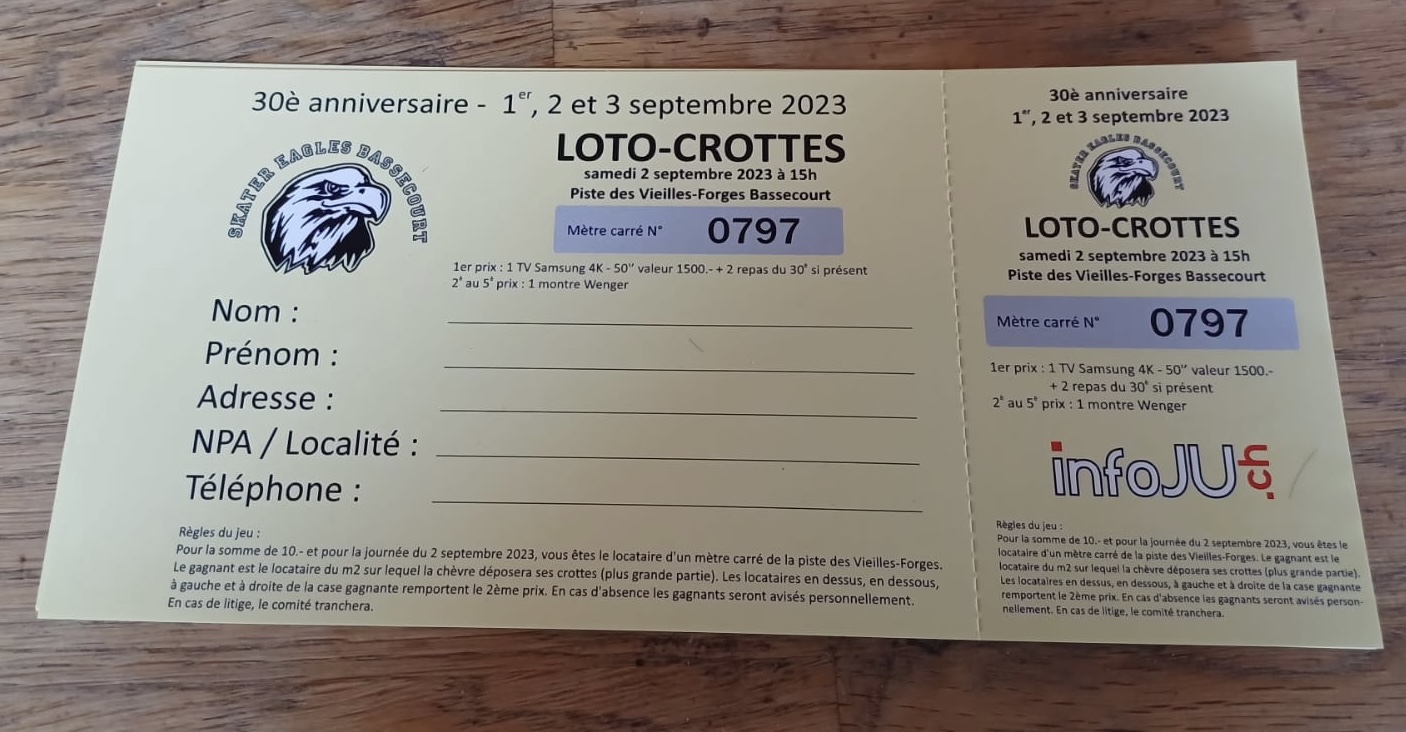 30è anniversaire - 1er, 2 et 3 septembre 2023
SKATER EAGLES BASSECOURT
LOTO-CROTTES
samedi 2 septembre 2023 à 15h
Piste des Vieilles-Forges Bassecourt
Mètre carré N° 0797
1er prix : 1 TV Samsung 4K - 50’’ valeur 1500.- + 2 repas du 30è si présent
2è au 5è prix : 1 montre Wenger
Nom :
Prénom :
Adresse :
NPA / Localité :
Téléphone :
Règles du jeu :
Pour la somme de 10.- et pour la journée du 2 septembre 2023, vous êtes le locataire d'un mètre carré de la piste des Vieilles-Forges.
Le gagnant est le locataire du m2 sur lequel la chèvre déposera ses crottes (plus grande partie). Les locataires en dessus, en dessous,
à gauche et à droite de la case gagnante remportent le 2ème prix. En cas d'absence les gagnants seront avisés personnellement.
En cas de litige, le comité tranchera.
30è anniversaire
1er, 2 et 3 septembre 2023
SKATER EAGLES BASSECOURT
LOTO-CROTTES
samedi 2 septembre 2023 à 15h
Piste des Vieilles-Forges Bassecourt
Mètre carré N° 0797
1er prix : 1 TV Samsung 4K - 50’’ valeur 1500.-
+ 2 repas du 30è si présent
2è au 5è prix : 1 montre Wenger
infoJU.ch
Règles du jeu :
Pour la somme de 10.- et pour la journée du 2 septembre 2023, vous êtes le
locataire d'un mètre carré de la piste des Vieilles-Forges. Le gagnant est le
locataire du m2 sur lequel la chèvre déposera ses crottes (plus grande partie).
Les locataires en dessus, en dessous, à gauche et à droite de la case gagnante
remportent le 2ème prix. En cas d'absence les gagnants seront avisés person-
nellement. En cas de litige, le comité tranchera.